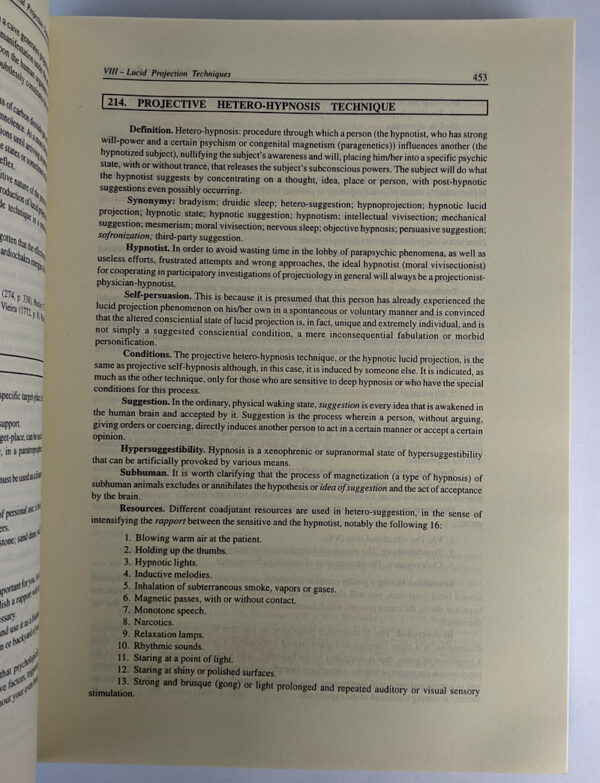 VIII – Lucid Projection Techniques 453
214. PROJECTIVE HETERO-HYPNOSIS TECHNIQUE
Definition. Hetero-hypnosis: procedure through which a person (the hypnotist, who has strong
will-power and a certain psychism or congenital magnetism (paragenetics)) influences another (the
hypnotized subject), nullifying the subject's awareness and will, placing him/her into a specific psychic
state, with or without trance, that releases the subject's subconscious powers. The subject will do what
the hypnotist suggests by concentrating on a thought, idea, place or person, with post-hypnotic
suggestions even possibly occurring.
Synonymy: bradyism; druidic sleep; hetero-suggestion; hypnoprojection; hypnotic lucid
projection; hypnotic state; hypnotic suggestion; hypnotism; intellectual vivisection; mechanical
suggestion; mesmerism; moral vivisection; nervous sleep; objective hypnosis; persuasive suggestion;
sofronization; third-party suggestion.
Hypnotist. In order to avoid wasting time in the lobby of parapsychic phenomena, as well as
useless efforts, frustrated attempts and wrong approaches, the ideal hypnotist (moral vivisectionist)
for cooperating in participatory investigations of projectiology in general will always be a projectionist-
physician-hypnotist.
Self-persuasion. This is because it is presumed that this person has already experienced the
lucid projection phenomenon on his/her own in a spontaneous or voluntary manner and is convinced
that the altered consciential state of lucid projection is, in fact, unique and extremely individual, and is
not simply a suggested consciential condition, a mere inconsequential fabulation or morbid
personification.
Conditions. The projective hetero-hypnosis technique, or the hypnotic lucid projection, is the
same as projective self-hypnosis although, in this case, it is induced by someone else. It is indicated, as
much as the other technique, only for those who are sensitive to deep hypnosis or who have the special
conditions for this process.
Suggestion. In the ordinary, physical waking state, suggestion is every idea that is awakened in
the human brain and accepted by it. Suggestion is the process wherein a person, without arguing,
giving orders or coercing, directly induces another person to act in a certain manner or accept a certain
opinion.
Hypersuggestibility. Hypnosis is a xenophrenic or supranormal state of hypersuggestibility
that can be artificially provoked by various means.
Subhuman. It is worth clarifying that the process of magnetization (a type of hypnosis) of
subhuman animals excludes or annihilates the hypothesis or idea of suggestion and the act of acceptance
by the brain.
Resources. Different coadjutant resources are used in hetero-suggestion, in the sense of
intensifying the rapport between the sensitive and the hypnotist, notably the following 16:
1. Blowing warm air at the patient.
2. Holding up the thumbs.
3. Hypnotic lights.
4. Inductive melodies.
5. Inhalation of subterraneous smoke, vapors or gases.
6. Magnetic passes, with or without contact.
7. Monotone speech.
8. Narcotics.
9. Relaxation lamps.
10. Rhythmic sounds.
11. Staring at a point of light.
12. Staring at shiny or polished surfaces.
13. Strong and brusque (gong) or light prolonged and repeated auditory or visual sensory
stimulation.